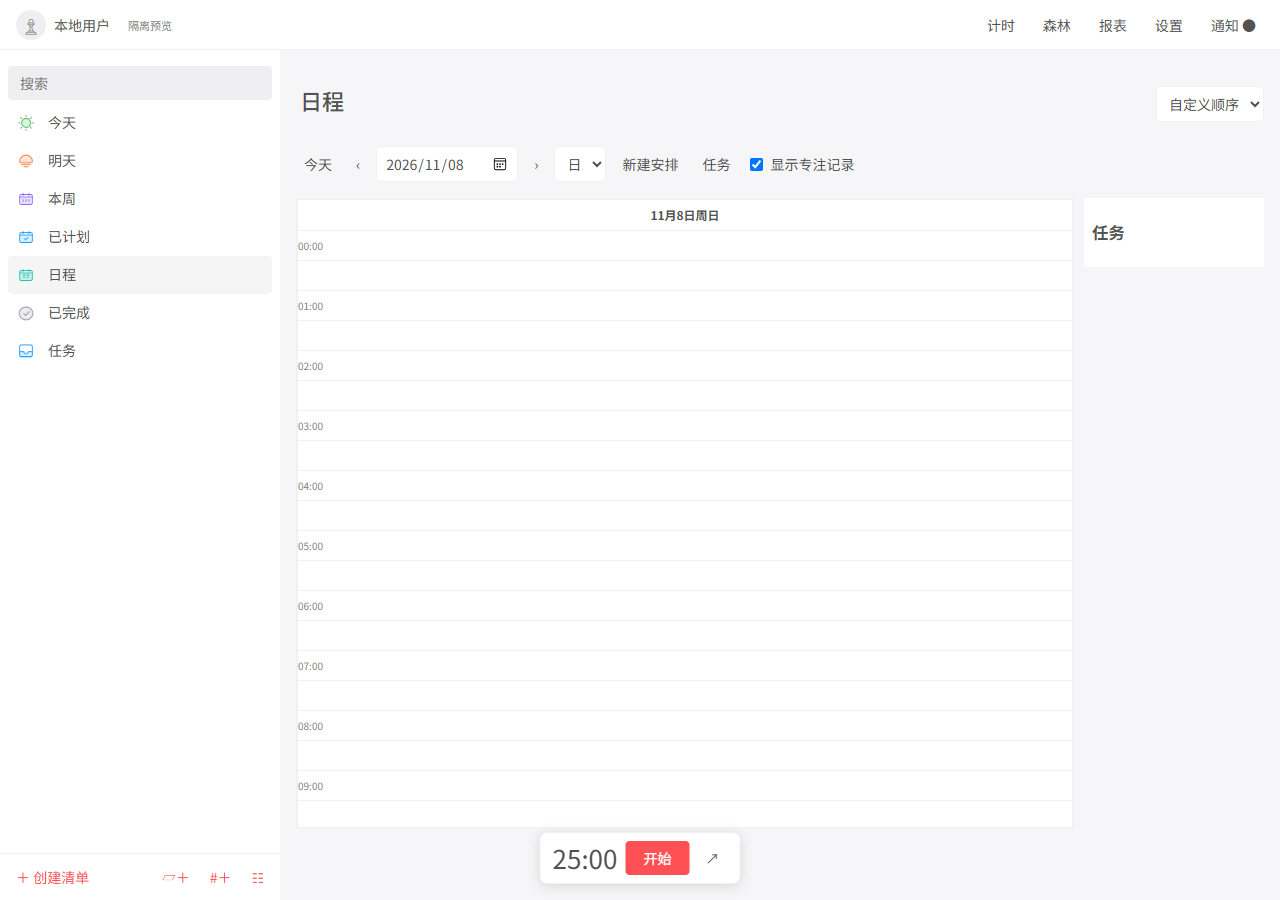 本地用户 隔离预览 计时 森林 报表 设置 通知
搜索
今天
明天
本周
已计划
日程
已完成
任务
+ 创建清单
#+
日程
自定义顺序
今天 ‹ 2026/11/08 › 日 新建安排 任务 显示专注记录
11月8日周日
00:00
01:00
02:00
03:00
04:00
05:00
06:00
07:00
08:00
09:00
任务
25:00 开始 ↗